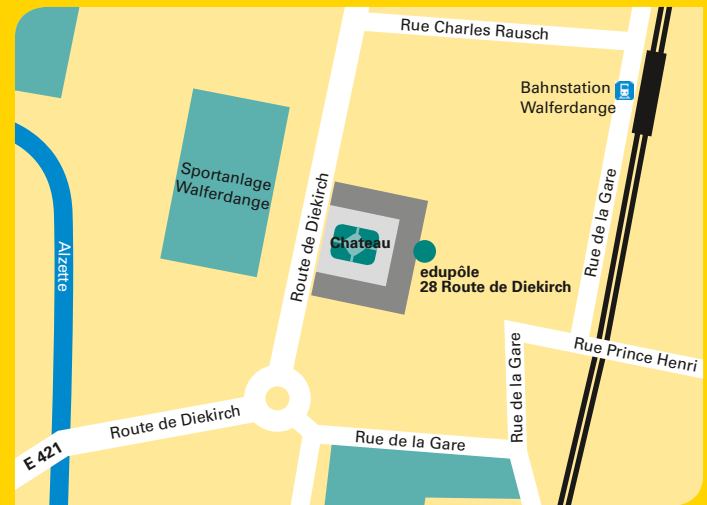 Rue Charles Rausch
Bahnstation
Walferdange
Sportanlage
Walferdange
Route de Diekirch
Rue de la Gare
Chateau
Alzette
edupôle
28 Route de Diekirch
Rue Prince Henri
Rue de la Gare
Route de Diekirch
Rue de la Gare
E 421